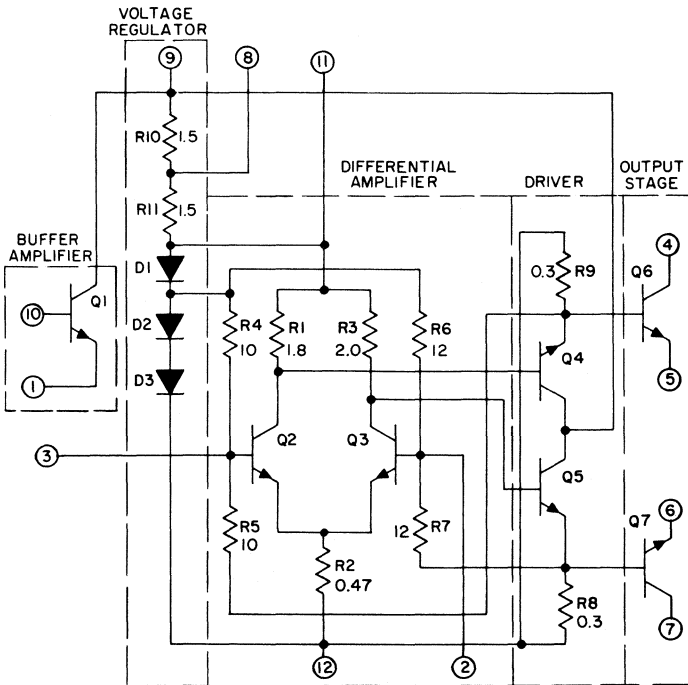 VOLTAGE
REGULATOR
9
8
11
R10 1.5
DIFFERENTIAL
AMPLIFIER
DRIVER
OUTPUT
STAGE
R11 1.5
BUFFER
AMPLIFIER
4
D1
0.3 R9
Q6
Q1
10
D2
R4
10
R1
1.8
R3
2.0
R6
12
Q4
1
D3
5
3
Q2
Q3
Q5
6
R5
10
12 R7
Q7
R2
0.47
R8
0.3
7
12
2